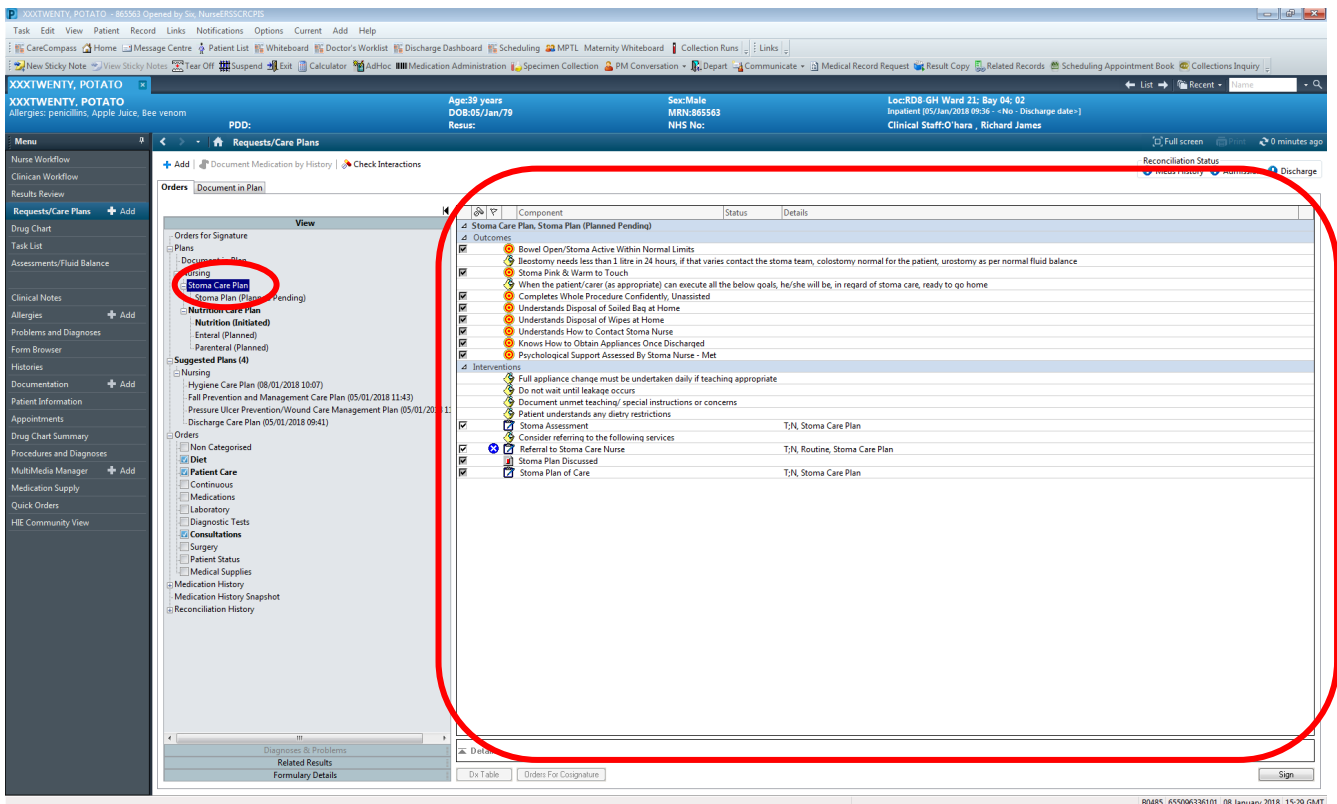 XXXTWENTY, POTATO - 865563 Opened by Six, NurseERSSCRCPIS
Task Edit View Patient Record Links Notifications Options Current Add Help
CareCompass Home Message Centre Patient List Whiteboard Doctor's Worklist Discharge Dashboard Scheduling MPTL Maternity Whiteboard Collection Runs Links
New Sticky Note View Sticky Notes Tear Off Suspend Exit Calculator AdHoc Medication Administration Specimen Collection PM Conversation Depart Communicate Medical Record Request Result Copy Related Records Scheduling Appointment Book Collections Inquiry
XXXTWENTY, POTATO List Recent Name
XXXTWENTY, POTATO Age:39 years Sex:Male Loc:RD8-GH Ward 21; Bay 04; 02
Allergies: penicillins, Apple Juice, Bee venom DOB:05/Jan/79 MRN:865563 Inpatient [05/Jan/2018 09:36 - <No - Discharge date>]
PDD: Resus: NHS No: Clinical Staff:O'hara , Richard James
Menu Requests/Care Plans Full screen Print 0 minutes ago
Nurse Workflow
Clinican Workflow
Results Review
Requests/Care Plans Add
Drug Chart
Task List
Assessments/Fluid Balance
Clinical Notes
Allergies Add
Problems and Diagnoses
Form Browser
Histories
Documentation Add
Patient Information
Appointments
Drug Chart Summary
Procedures and Diagnoses
MultiMedia Manager Add
Medication Supply
Quick Orders
HIE Community View
Add Document Medication by History Check Interactions
Reconciliation Status
Meds History Admission Discharge
Orders Document in Plan
View
Orders for Signature
Plans
Document in Plan
Nursing
Stoma Care Plan
Stoma Plan (Planned Pending)
Nutrition Care Plan
Nutrition (Initiated)
Enteral (Planned)
Parenteral (Planned)
Suggested Plans (4)
Nursing
Hygiene Care Plan (08/01/2018 10:07)
Fall Prevention and Management Care Plan (05/01/2018 11:43)
Pressure Ulcer Prevention/Wound Care Management Plan (05/01/2018 11:
Discharge Care Plan (05/01/2018 09:41)
Orders
Non Categorised
Diet
Patient Care
Continuous
Medications
Laboratory
Diagnostic Tests
Consultations
Surgery
Patient Status
Medical Supplies
Medication History
Medication History Snapshot
Reconciliation History
Diagnoses & Problems
Related Results
Formulary Details
Component Status Details
Stoma Care Plan, Stoma Plan (Planned Pending)
Outcomes
Bowel Open/Stoma Active Within Normal Limits
Ileostomy needs less than 1 litre in 24 hours, if that varies contact the stoma team, colostomy normal for the patient, urostomy as per normal fluid balance
Stoma Pink & Warm to Touch
When the patient/carer (as appropriate) can execute all the below goals, he/she will be, in regard of stoma care, ready to go home
Completes Whole Procedure Confidently, Unassisted
Understands Disposal of Soiled Bag at Home
Understands Disposal of Wipes at Home
Understands How to Contact Stoma Nurse
Knows How to Obtain Appliances Once Discharged
Psychological Support Assessed By Stoma Nurse - Met
Interventions
Full appliance change must be undertaken daily if teaching appropriate
Do not wait until leakage occurs
Document unmet teaching/ special instructions or concerns
Patient understands any dietry restrictions
Stoma Assessment T;N, Stoma Care Plan
Consider referring to the following services
Referral to Stoma Care Nurse T;N, Routine, Stoma Care Plan
Stoma Plan Discussed
Stoma Plan of Care T;N, Stoma Care Plan
Dx Table Orders For Cosignature Sign
B0485 655096336101 08 January 2018 15:29 GMT